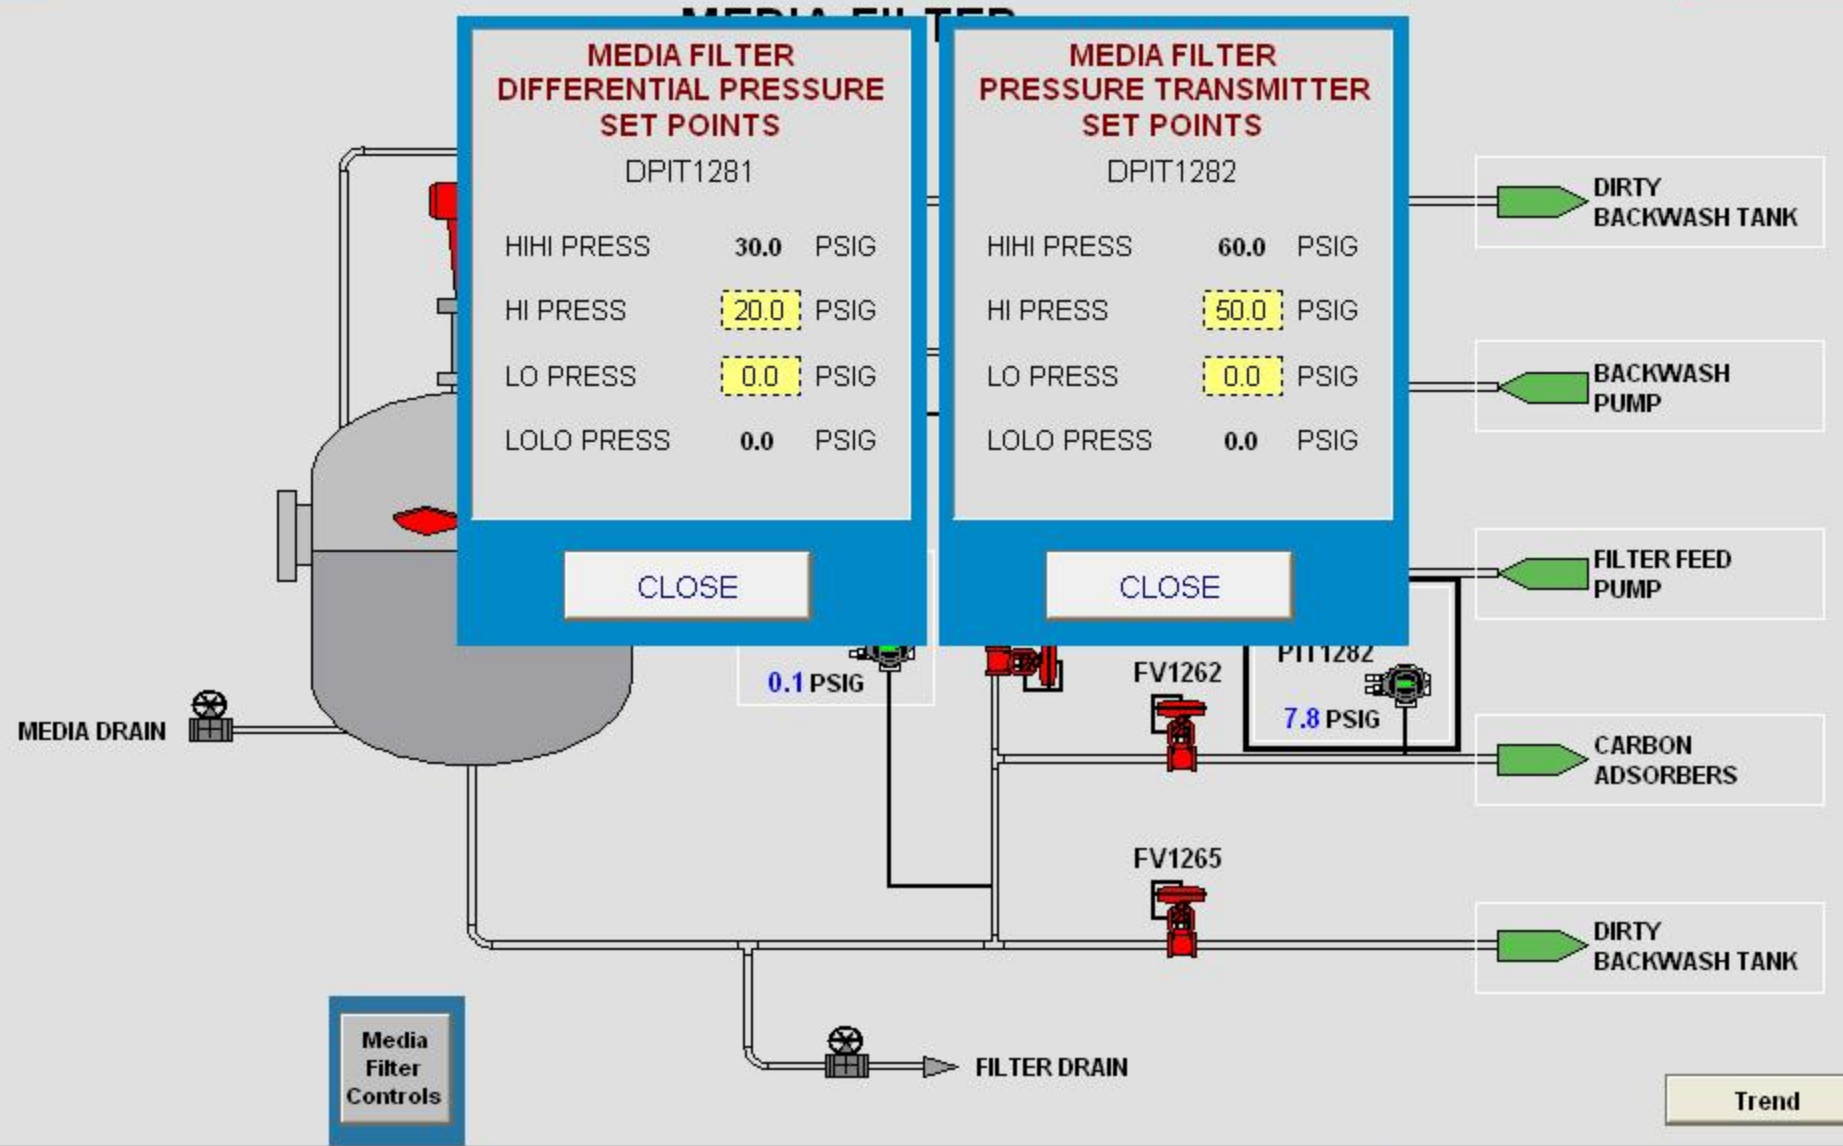 MEDIA FILTER
MEDIA FILTER
DIFFERENTIAL PRESSURE
SET POINTS
DPIT1281
HIHI PRESS 30.0 PSIG
HI PRESS 20.0 PSIG
LO PRESS 0.0 PSIG
LOLO PRESS 0.0 PSIG
CLOSE
MEDIA FILTER
PRESSURE TRANSMITTER
SET POINTS
DPIT1282
HIHI PRESS 60.0 PSIG
HI PRESS 50.0 PSIG
LO PRESS 0.0 PSIG
LOLO PRESS 0.0 PSIG
CLOSE
DIRTY
BACKWASH TANK
BACKWASH
PUMP
FILTER FEED
PUMP
0.1 PSIG
FV1262
PIT1282
7.8 PSIG
MEDIA DRAIN
CARBON
ADSORBERS
FV1265
DIRTY
BACKWASH TANK
Media
Filter
Controls
FILTER DRAIN
Trend